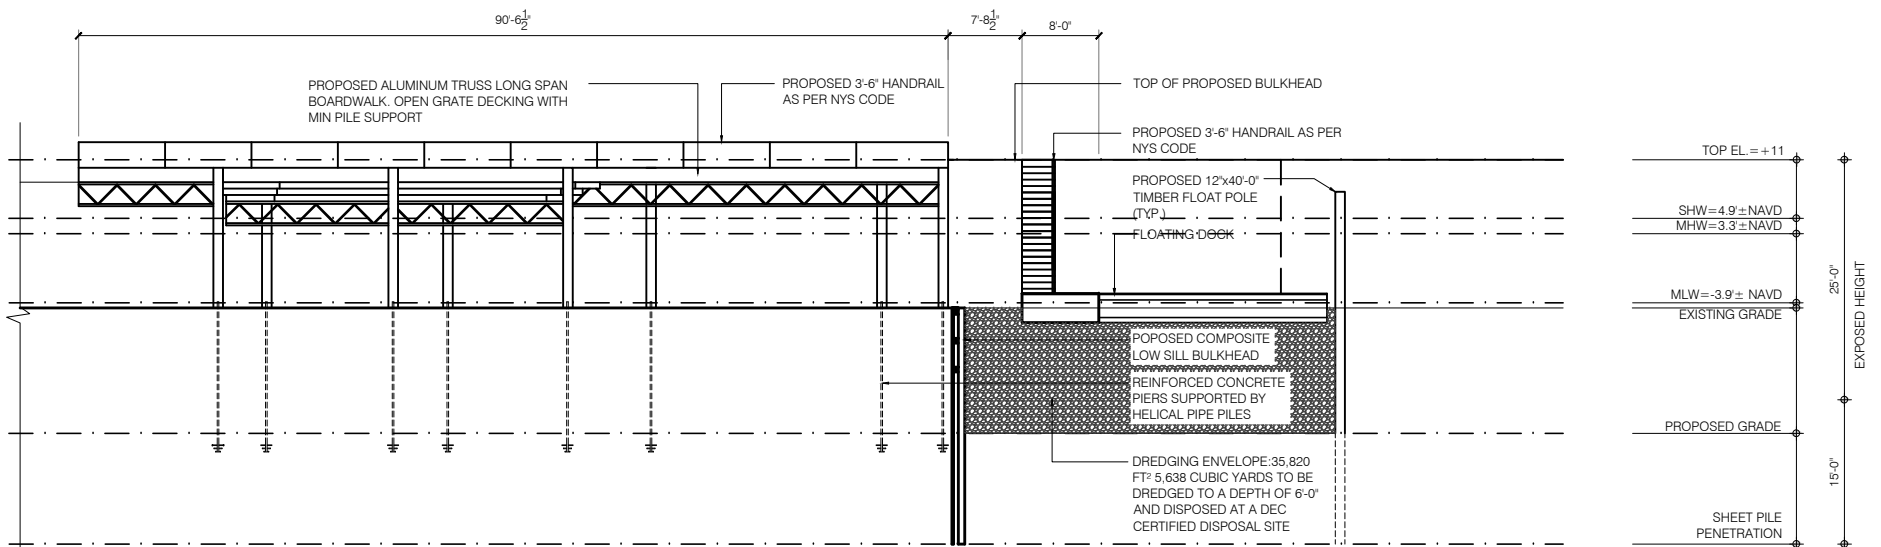 90'-6½"
7'-8½"
8'-0"
PROPOSED ALUMINUM TRUSS LONG SPAN
BOARDWALK. OPEN GRATE DECKING WITH
MIN PILE SUPPORT
PROPOSED 3'-6" HANDRAIL
AS PER NYS CODE
TOP OF PROPOSED BULKHEAD
PROPOSED 3'-6" HANDRAIL AS PER
NYS CODE
PROPOSED 12"x40'-0"
TIMBER FLOAT POLE
(TYP.)
FLOATING DOCK
POPOSED COMPOSITE
LOW SILL BULKHEAD
REINFORCED CONCRETE
PIERS SUPPORTED BY
HELICAL PIPE PILES
DREDGING ENVELOPE:35,820
FT² 5,638 CUBIC YARDS TO BE
DREDGED TO A DEPTH OF 6'-0"
AND DISPOSED AT A DEC
CERTIFIED DISPOSAL SITE
TOP EL.=+11
SHW=4.9'±NAVD
MHW=3.3'±NAVD
MLW=-3.9'± NAVD
EXISTING GRADE
PROPOSED GRADE
SHEET PILE
PENETRATION
25'-0"
EXPOSED HEIGHT
15'-0"